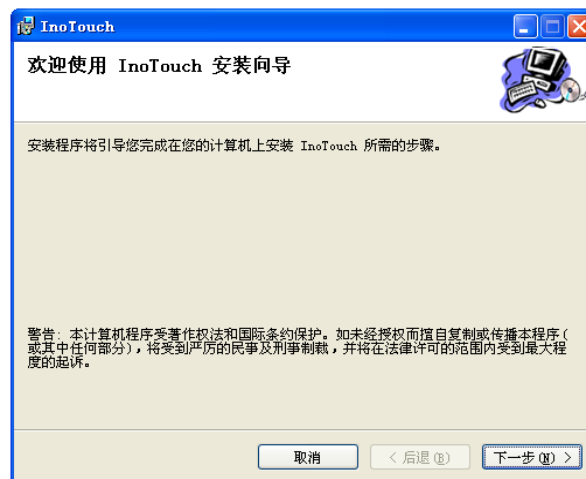 InoTouch
欢迎使用 InoTouch 安装向导
安装程序将引导您完成在您的计算机上安装 InoTouch 所需的步骤。
警告: 本计算机程序受著作权法和国际条约保护。如未经授权而擅自复制或传播本程序(
或其中任何部分)，将受到严厉的民事及刑事制裁，并将在法律许可的范围内受到最大程
度的起诉。
取消
< 后退(B)
下一步(N) >